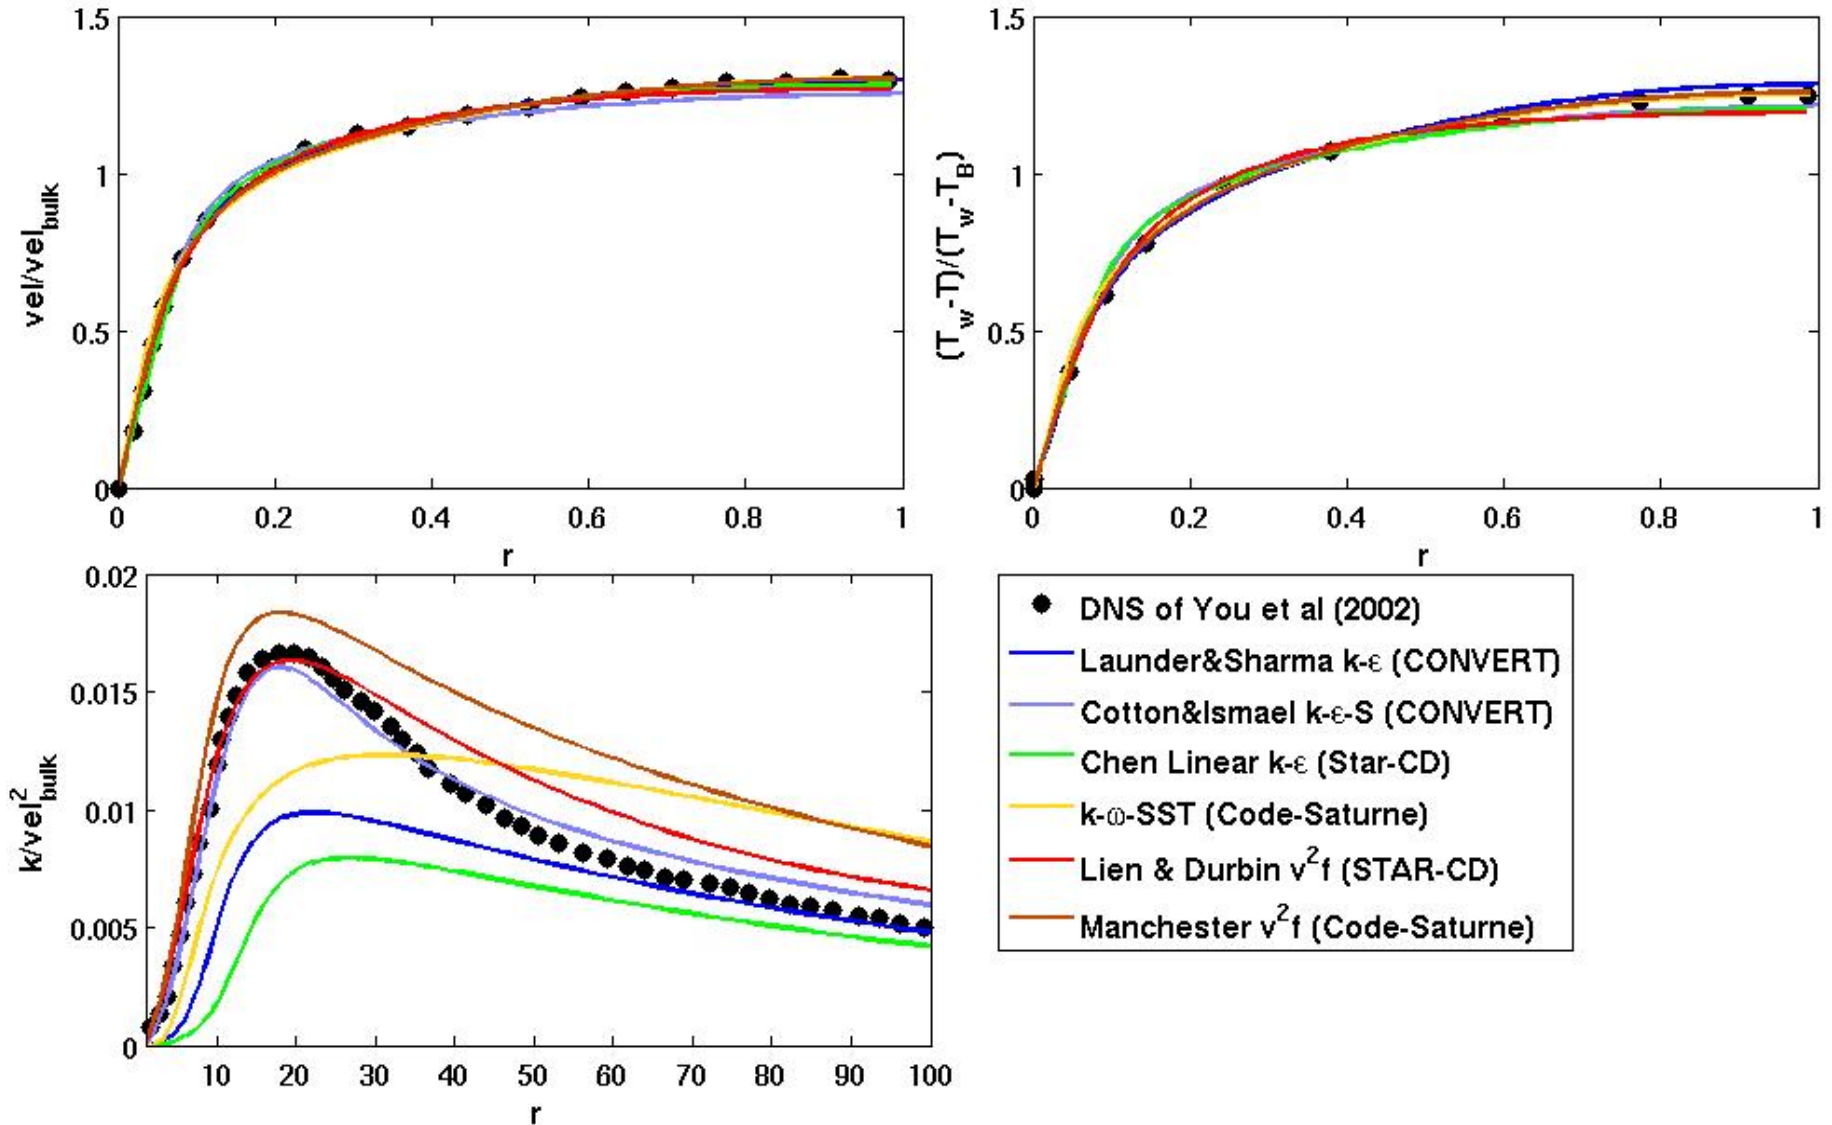 1.5
1
0.5
0
0
0.2
0.4
0.6
0.8
1
r
vel/vel_bulk
1.5
1
0.5
0
0
0.2
0.4
0.6
0.8
1
r
(T_w-T)/(T_w-T_B)
0.02
0.015
0.01
0.005
0
10
20
30
40
50
60
70
80
90
100
r
k/vel²_bulk
DNS of You et al (2002)
Launder&Sharma k-ε (CONVERT)
Cotton&Ismael k-ε-S (CONVERT)
Chen Linear k-ε (Star-CD)
k-ω-SST (Code-Saturne)
Lien & Durbin v²f (STAR-CD)
Manchester v²f (Code-Saturne)